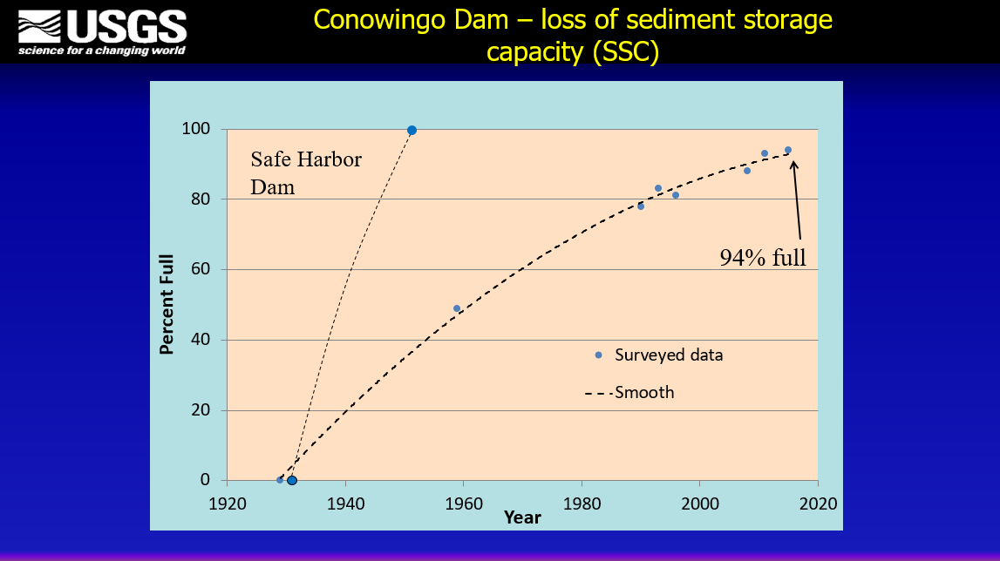 USGS
science for a changing world
Conowingo Dam – loss of sediment storage
capacity (SSC)
100
80
60
40
20
0
Percent Full
Safe Harbor
Dam
94% full
Surveyed data
Smooth
1920 1940 1960 1980 2000 2020
Year